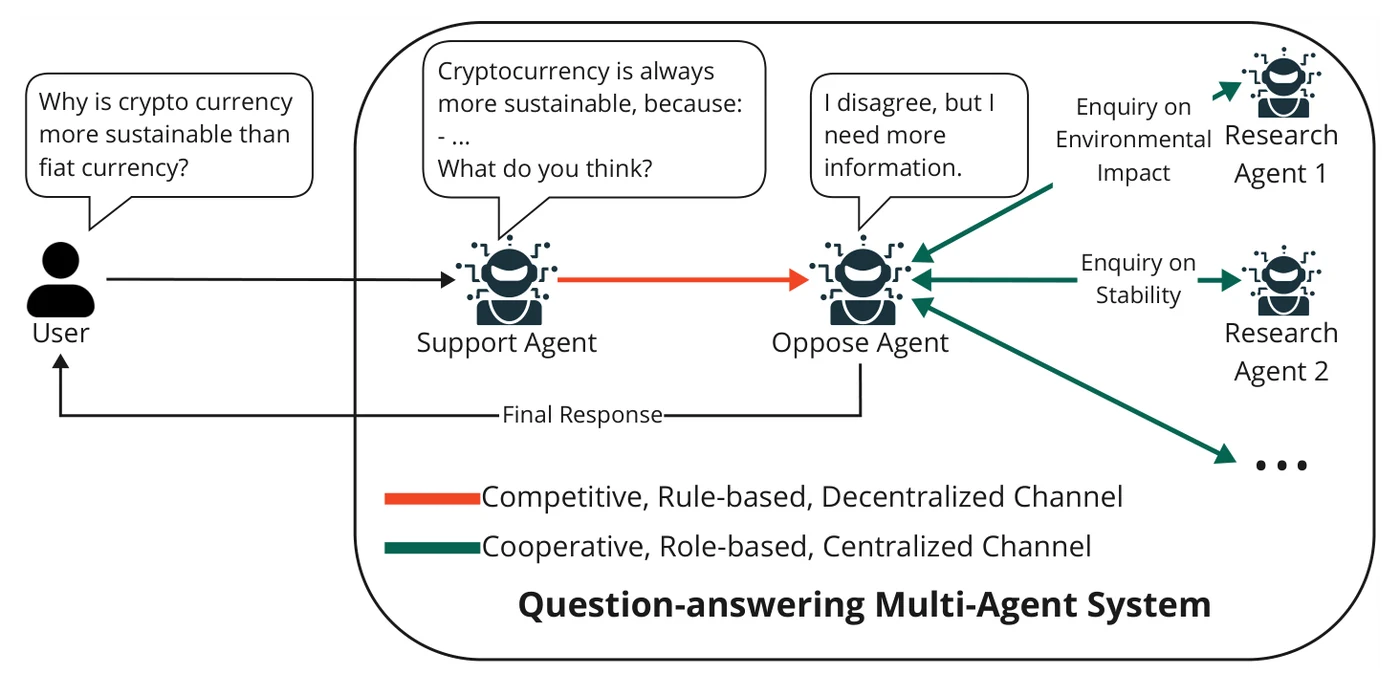 Why is crypto currency
more sustainable than
fiat currency?
Cryptocurrency is always
more sustainable, because:
- ...
What do you think?
I disagree, but I
need more
information.
Enquiry on
Environmental
Impact
Research
Agent 1
Enquiry on
Stability
Research
Agent 2
User
Support Agent
Oppose Agent
Final Response
...
Competitive, Rule-based, Decentralized Channel
Cooperative, Role-based, Centralized Channel
Question-answering Multi-Agent System